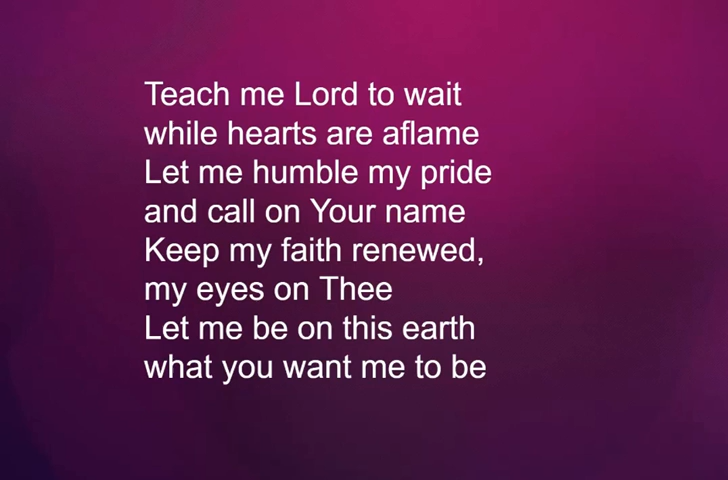 Teach me Lord to wait
while hearts are aflame
Let me humble my pride
and call on Your name
Keep my faith renewed,
my eyes on Thee
Let me be on this earth
what you want me to be